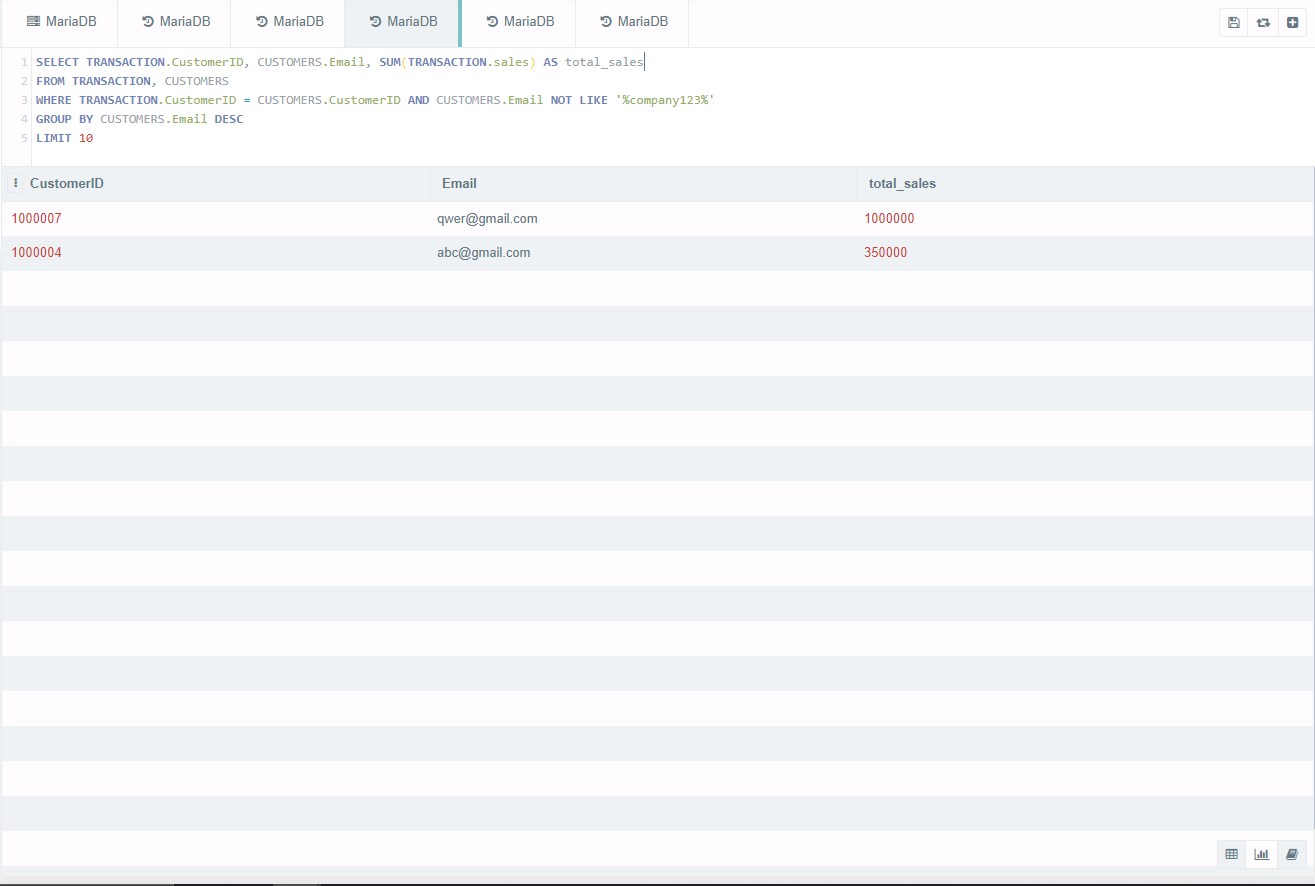 MariaDB MariaDB MariaDB MariaDB MariaDB MariaDB
1 SELECT TRANSACTION.CustomerID, CUSTOMERS.Email, SUM(TRANSACTION.sales) AS total_sales
2 FROM TRANSACTION, CUSTOMERS
3 WHERE TRANSACTION.CustomerID = CUSTOMERS.CustomerID AND CUSTOMERS.Email NOT LIKE '%company123%'
4 GROUP BY CUSTOMERS.Email DESC
5 LIMIT 10
CustomerID Email total_sales
1000007 qwer@gmail.com 1000000
1000004 abc@gmail.com 350000